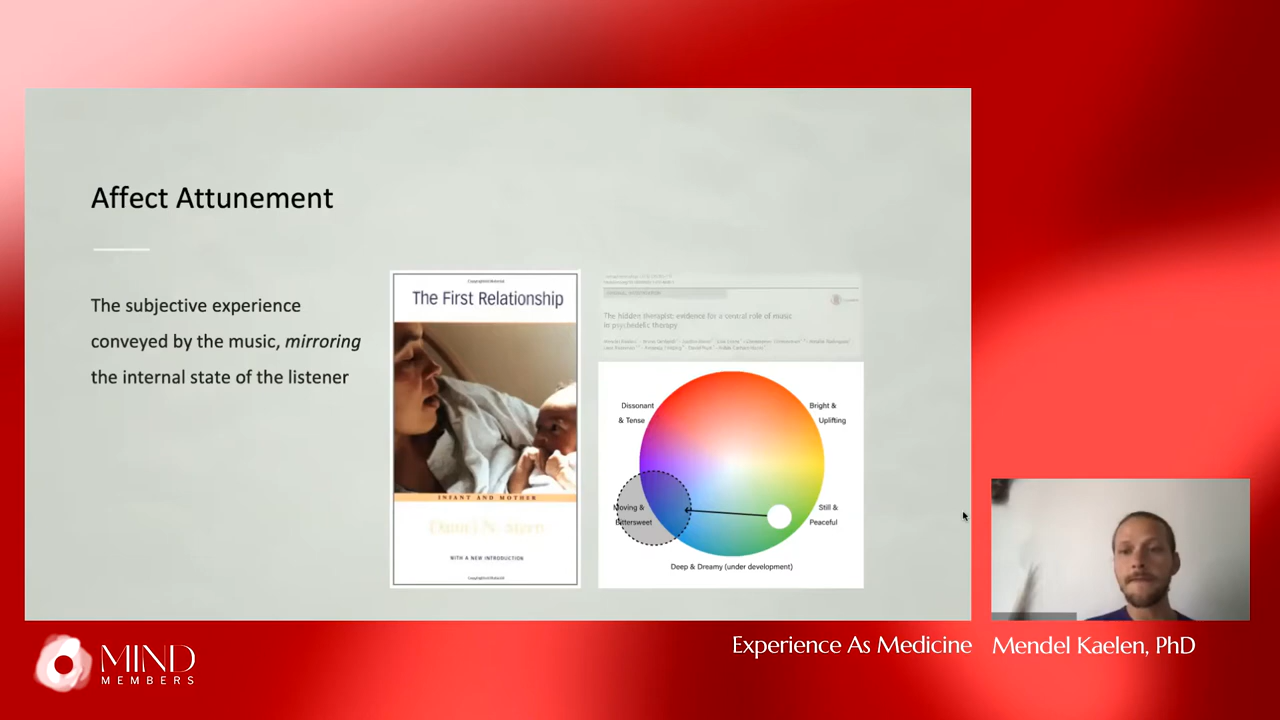 Affect Attunement
The subjective experience
conveyed by the music, mirroring
the internal state of the listener
The First Relationship
INFANT AND MOTHER
Daniel N. Stern
WITH A NEW INTRODUCTION
The hidden therapist: evidence for a central role of music
in psychedelic therapy
Dissonant
& Tense
Bright &
Uplifting
Moving &
Bittersweet
Still &
Peaceful
Deep & Dreamy (under development)
Experience As Medicine
Mendel Kaelen, PhD
MIND
MEMBERS